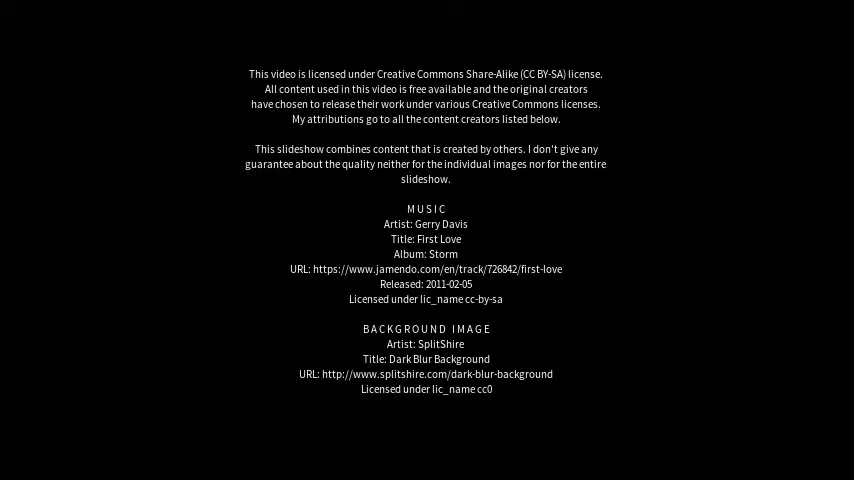 This video is licensed under Creative Commons Share-Alike (CC BY-SA) license.
All content used in this video is free available and the original creators
have chosen to release their work under various Creative Commons licenses.
My attributions go to all the content creators listed below.
This slideshow combines content that is created by others. I don't give any
guarantee about the quality neither for the individual images nor for the entire
slideshow.
MUSIC
Artist: Gerry Davis
Title: First Love
Album: Storm
URL: https://www.jamendo.com/en/track/726842/first-love
Released: 2011-02-05
Licensed under lic_name cc-by-sa
BACKGROUND IMAGE
Artist: SplitShire
Title: Dark Blur Background
URL: http://www.splitshire.com/dark-blur-background
Licensed under lic_name cc0